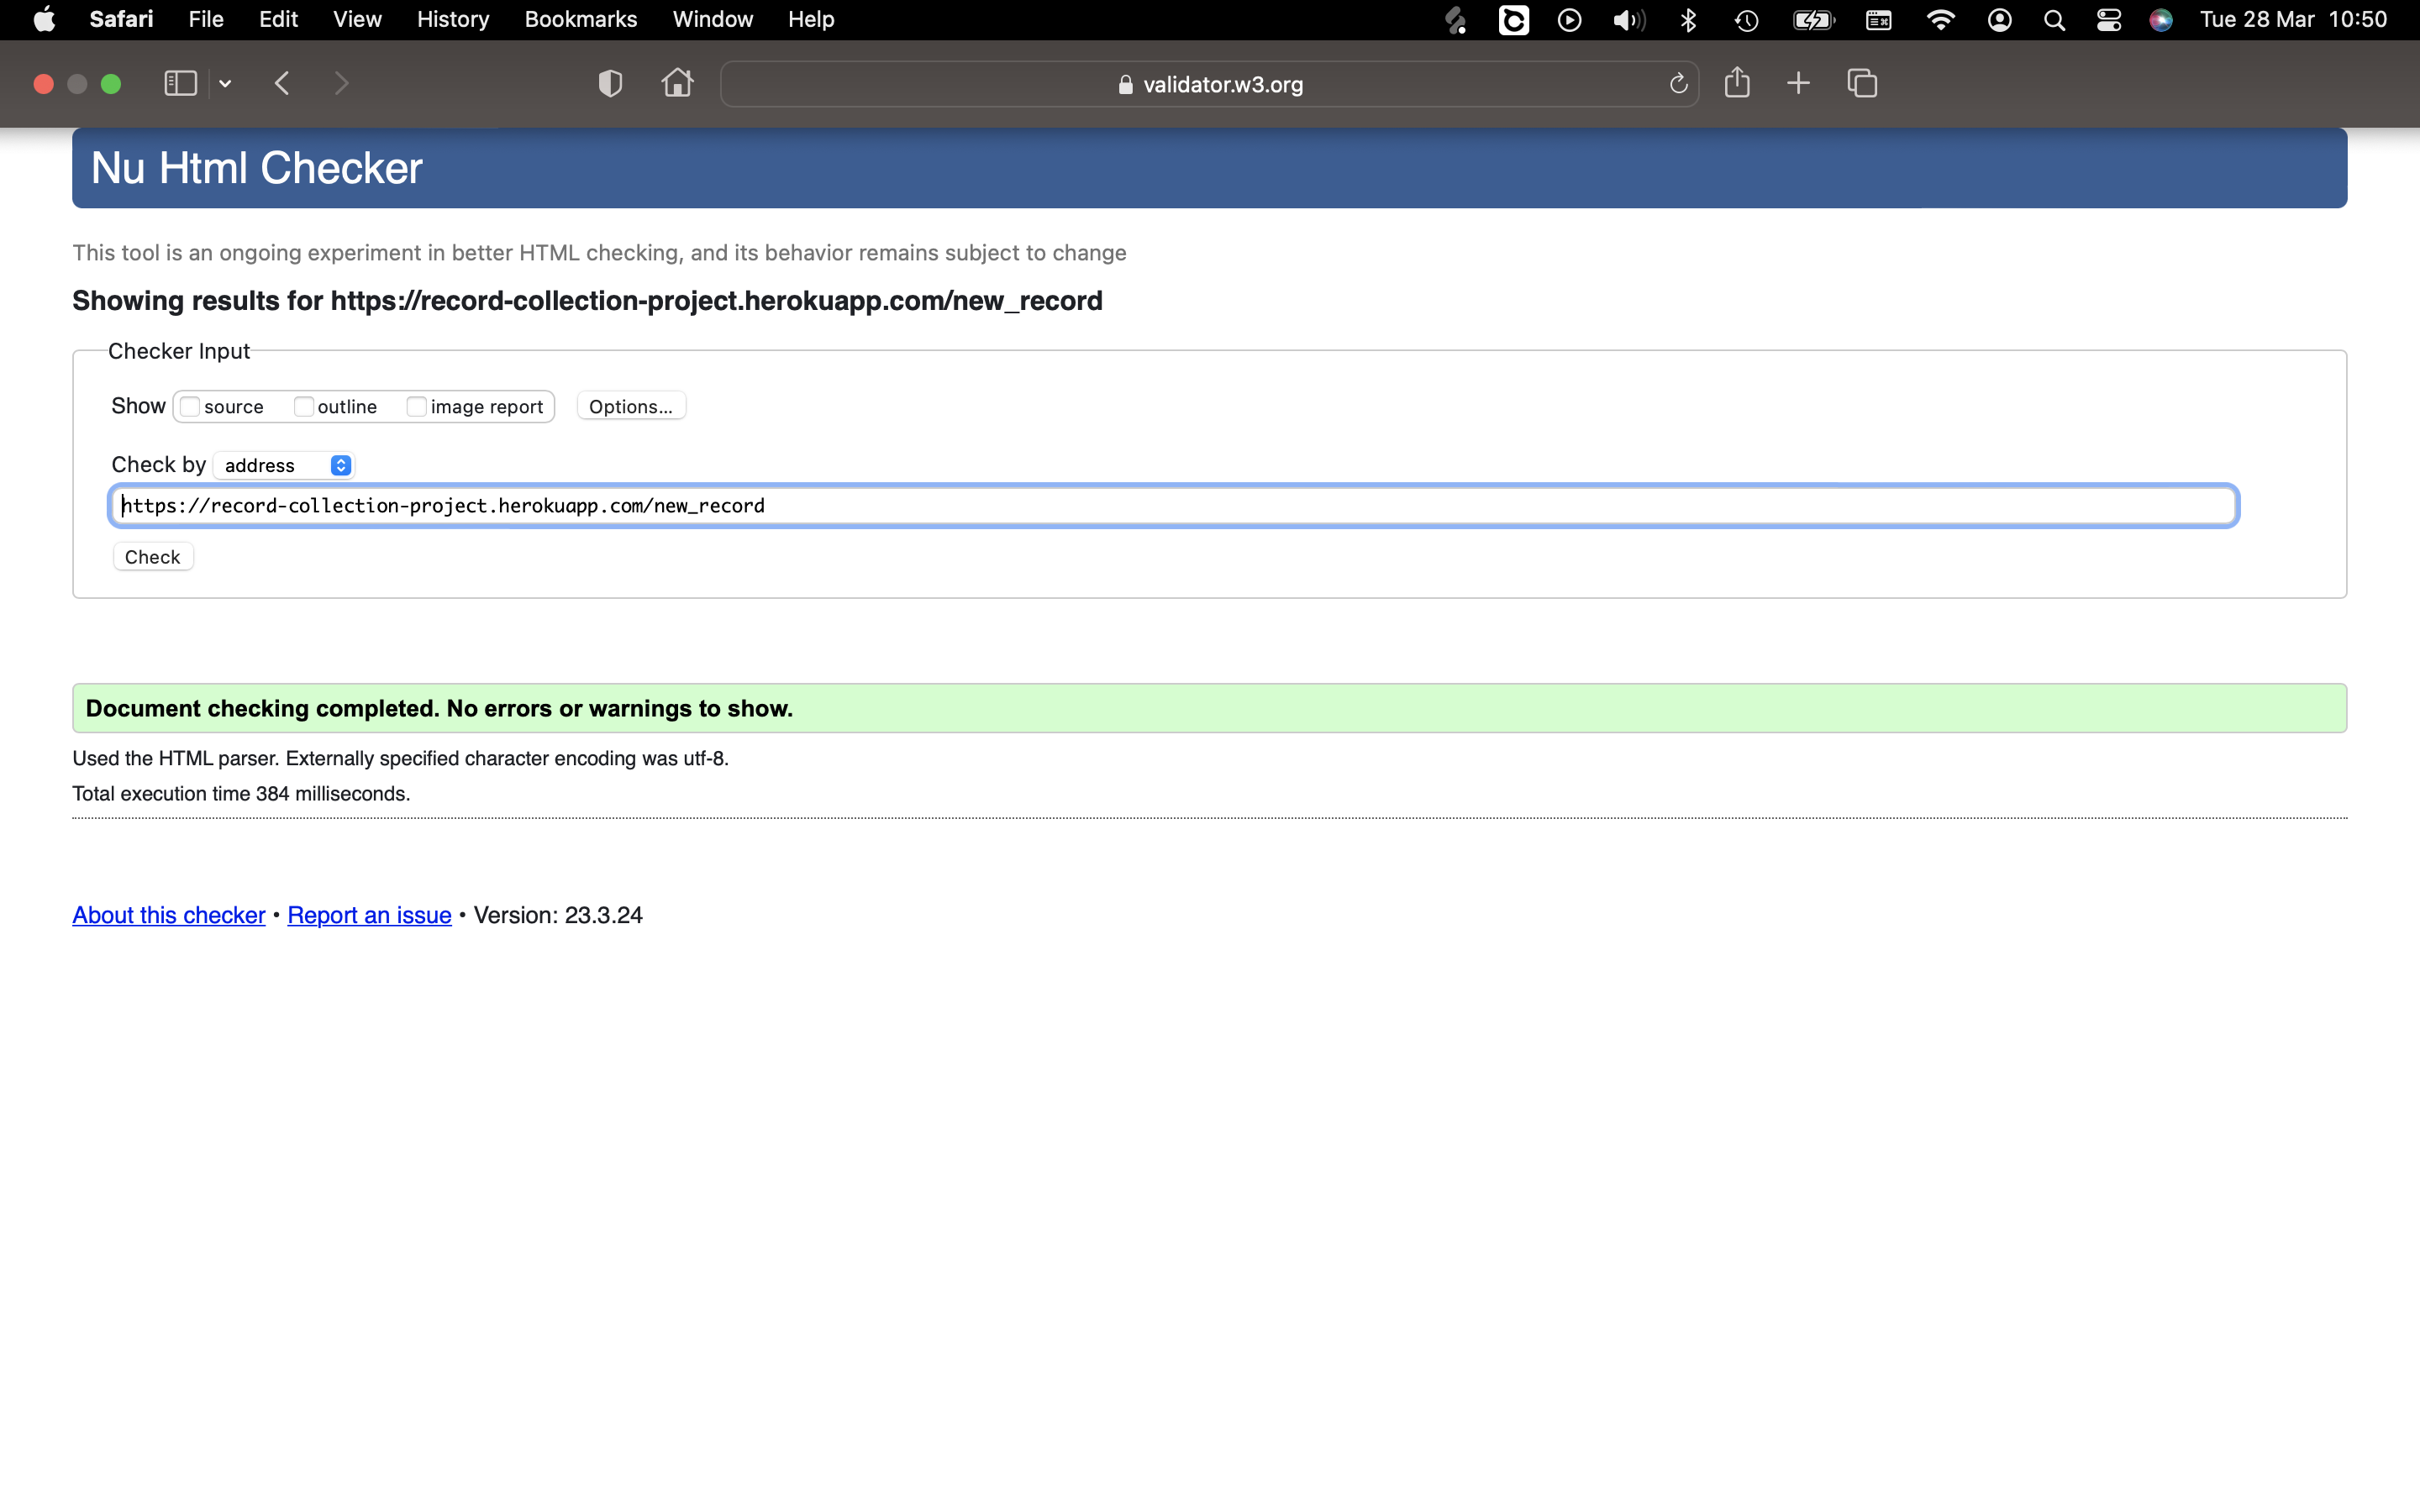 Safari File Edit View History Bookmarks Window Help Tue 28 Mar 10:50
validator.w3.org
Nu Html Checker
This tool is an ongoing experiment in better HTML checking, and its behavior remains subject to change
Showing results for https://record-collection-project.herokuapp.com/new_record
Checker Input
Show source outline image report Options...
Check by address
https://record-collection-project.herokuapp.com/new_record
Check
Document checking completed. No errors or warnings to show.
Used the HTML parser. Externally specified character encoding was utf-8.
Total execution time 384 milliseconds.
About this checker • Report an issue • Version: 23.3.24